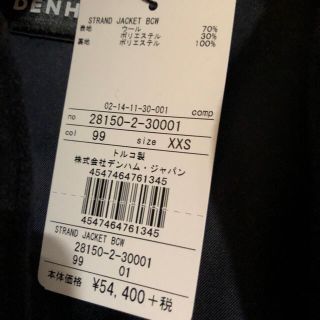 DENH
STRAND JACKET BCW
表地 ウール 70%
ポリエステル 30%
裏地 ポリエステル 100%
02-14-11-30-001 comp
no 28150-2-30001
col 99 size XXS
トルコ製
株式会社デンハム・ジャパン
4547464761345
4547464761345
STRAND JACKET BCW
28150-2-30001
99 01
本体価格 ¥54,400+税